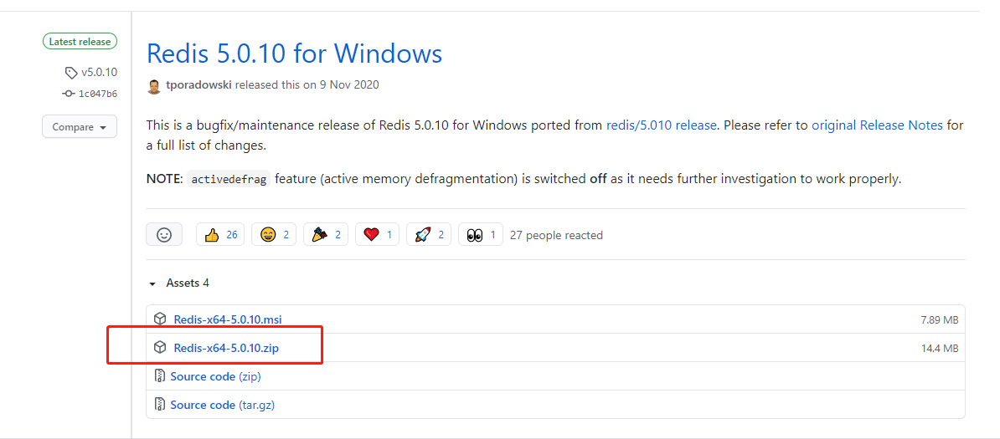 Latest release
v5.0.10
1c047b6
Compare
Redis 5.0.10 for Windows
tporadowski released this on 9 Nov 2020
This is a bugfix/maintenance release of Redis 5.0.10 for Windows ported from redis/5.010 release. Please refer to original Release Notes for
a full list of changes.
NOTE: activedefrag feature (active memory defragmentation) is switched off as it needs further investigation to work properly.
26 2 2 1 2 1 27 people reacted
Assets 4
Redis-x64-5.0.10.msi 7.89 MB
Redis-x64-5.0.10.zip 14.4 MB
Source code (zip)
Source code (tar.gz)